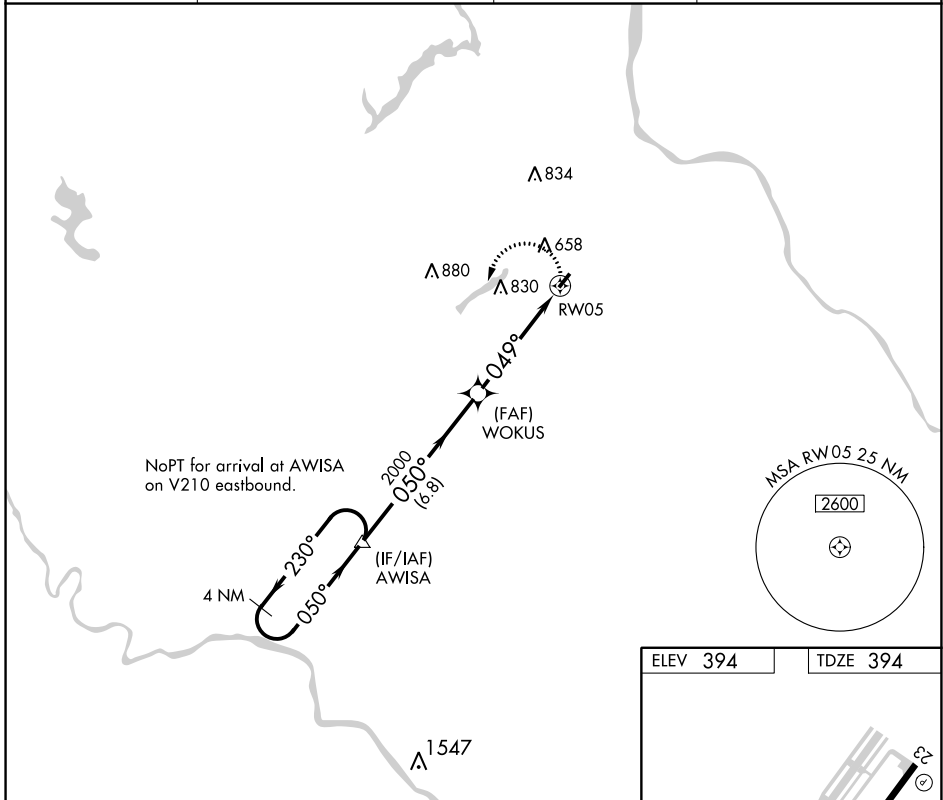 834
658
880
830
RW05
049°
(FAF)
WOKUS
NoPT for arrival at AWISA
on V210 eastbound.
2000
050°
(6.8)
MSA RW05 25 NM
2600
230°
(IF/IAF)
AWISA
4 NM
050°
ELEV 394
TDZE 394
1547
23
P